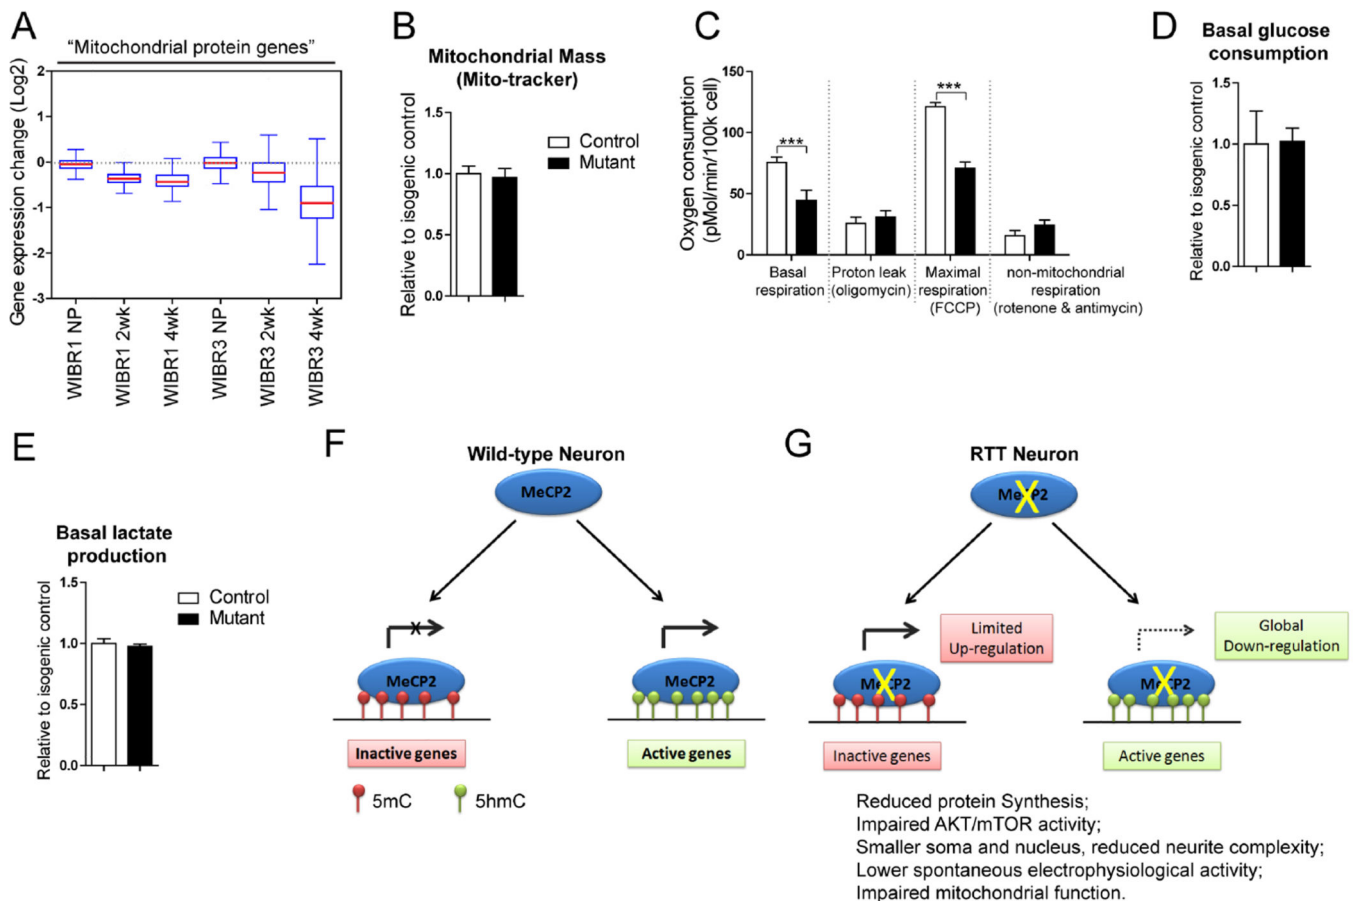 A
"Mitochondrial protein genes"
Gene expression change (Log2)
2
1
0
-1
-2
-3
WIBR1 NP
WIBR1 2wk
WIBR1 4wk
WIBR3 NP
WIBR3 2wk
WIBR3 4wk
B
Mitochondrial Mass
(Mito-tracker)
Relative to isogenic control
1.5
1.0
0.5
0.0
Control
Mutant
C
Oxygen consumption
(pMol/min/100k cell)
150
100
50
0
***
***
Basal
respiration
Proton leak
(oligomycin)
Maximal
respiration
(FCCP)
non-mitochondrial
respiration
(rotenone & antimycin)
D
Basal glucose
consumption
Relative to isogenic control
1.5
1.0
0.5
0.0
E
Basal lactate
production
Relative to isogenic control
1.5
1.0
0.5
0.0
Control
Mutant
F
Wild-type Neuron
MeCP2
X
MeCP2
MeCP2
Inactive genes
Active genes
5mC
5hmC
G
RTT Neuron
MeCP2
X
Limited
Up-regulation
Global
Down-regulation
MeCP2
X
MeCP2
X
Inactive genes
Active genes
Reduced protein Synthesis;
Impaired AKT/mTOR activity;
Smaller soma and nucleus, reduced neurite complexity;
Lower spontaneous electrophysiological activity;
Impaired mitochondrial function.